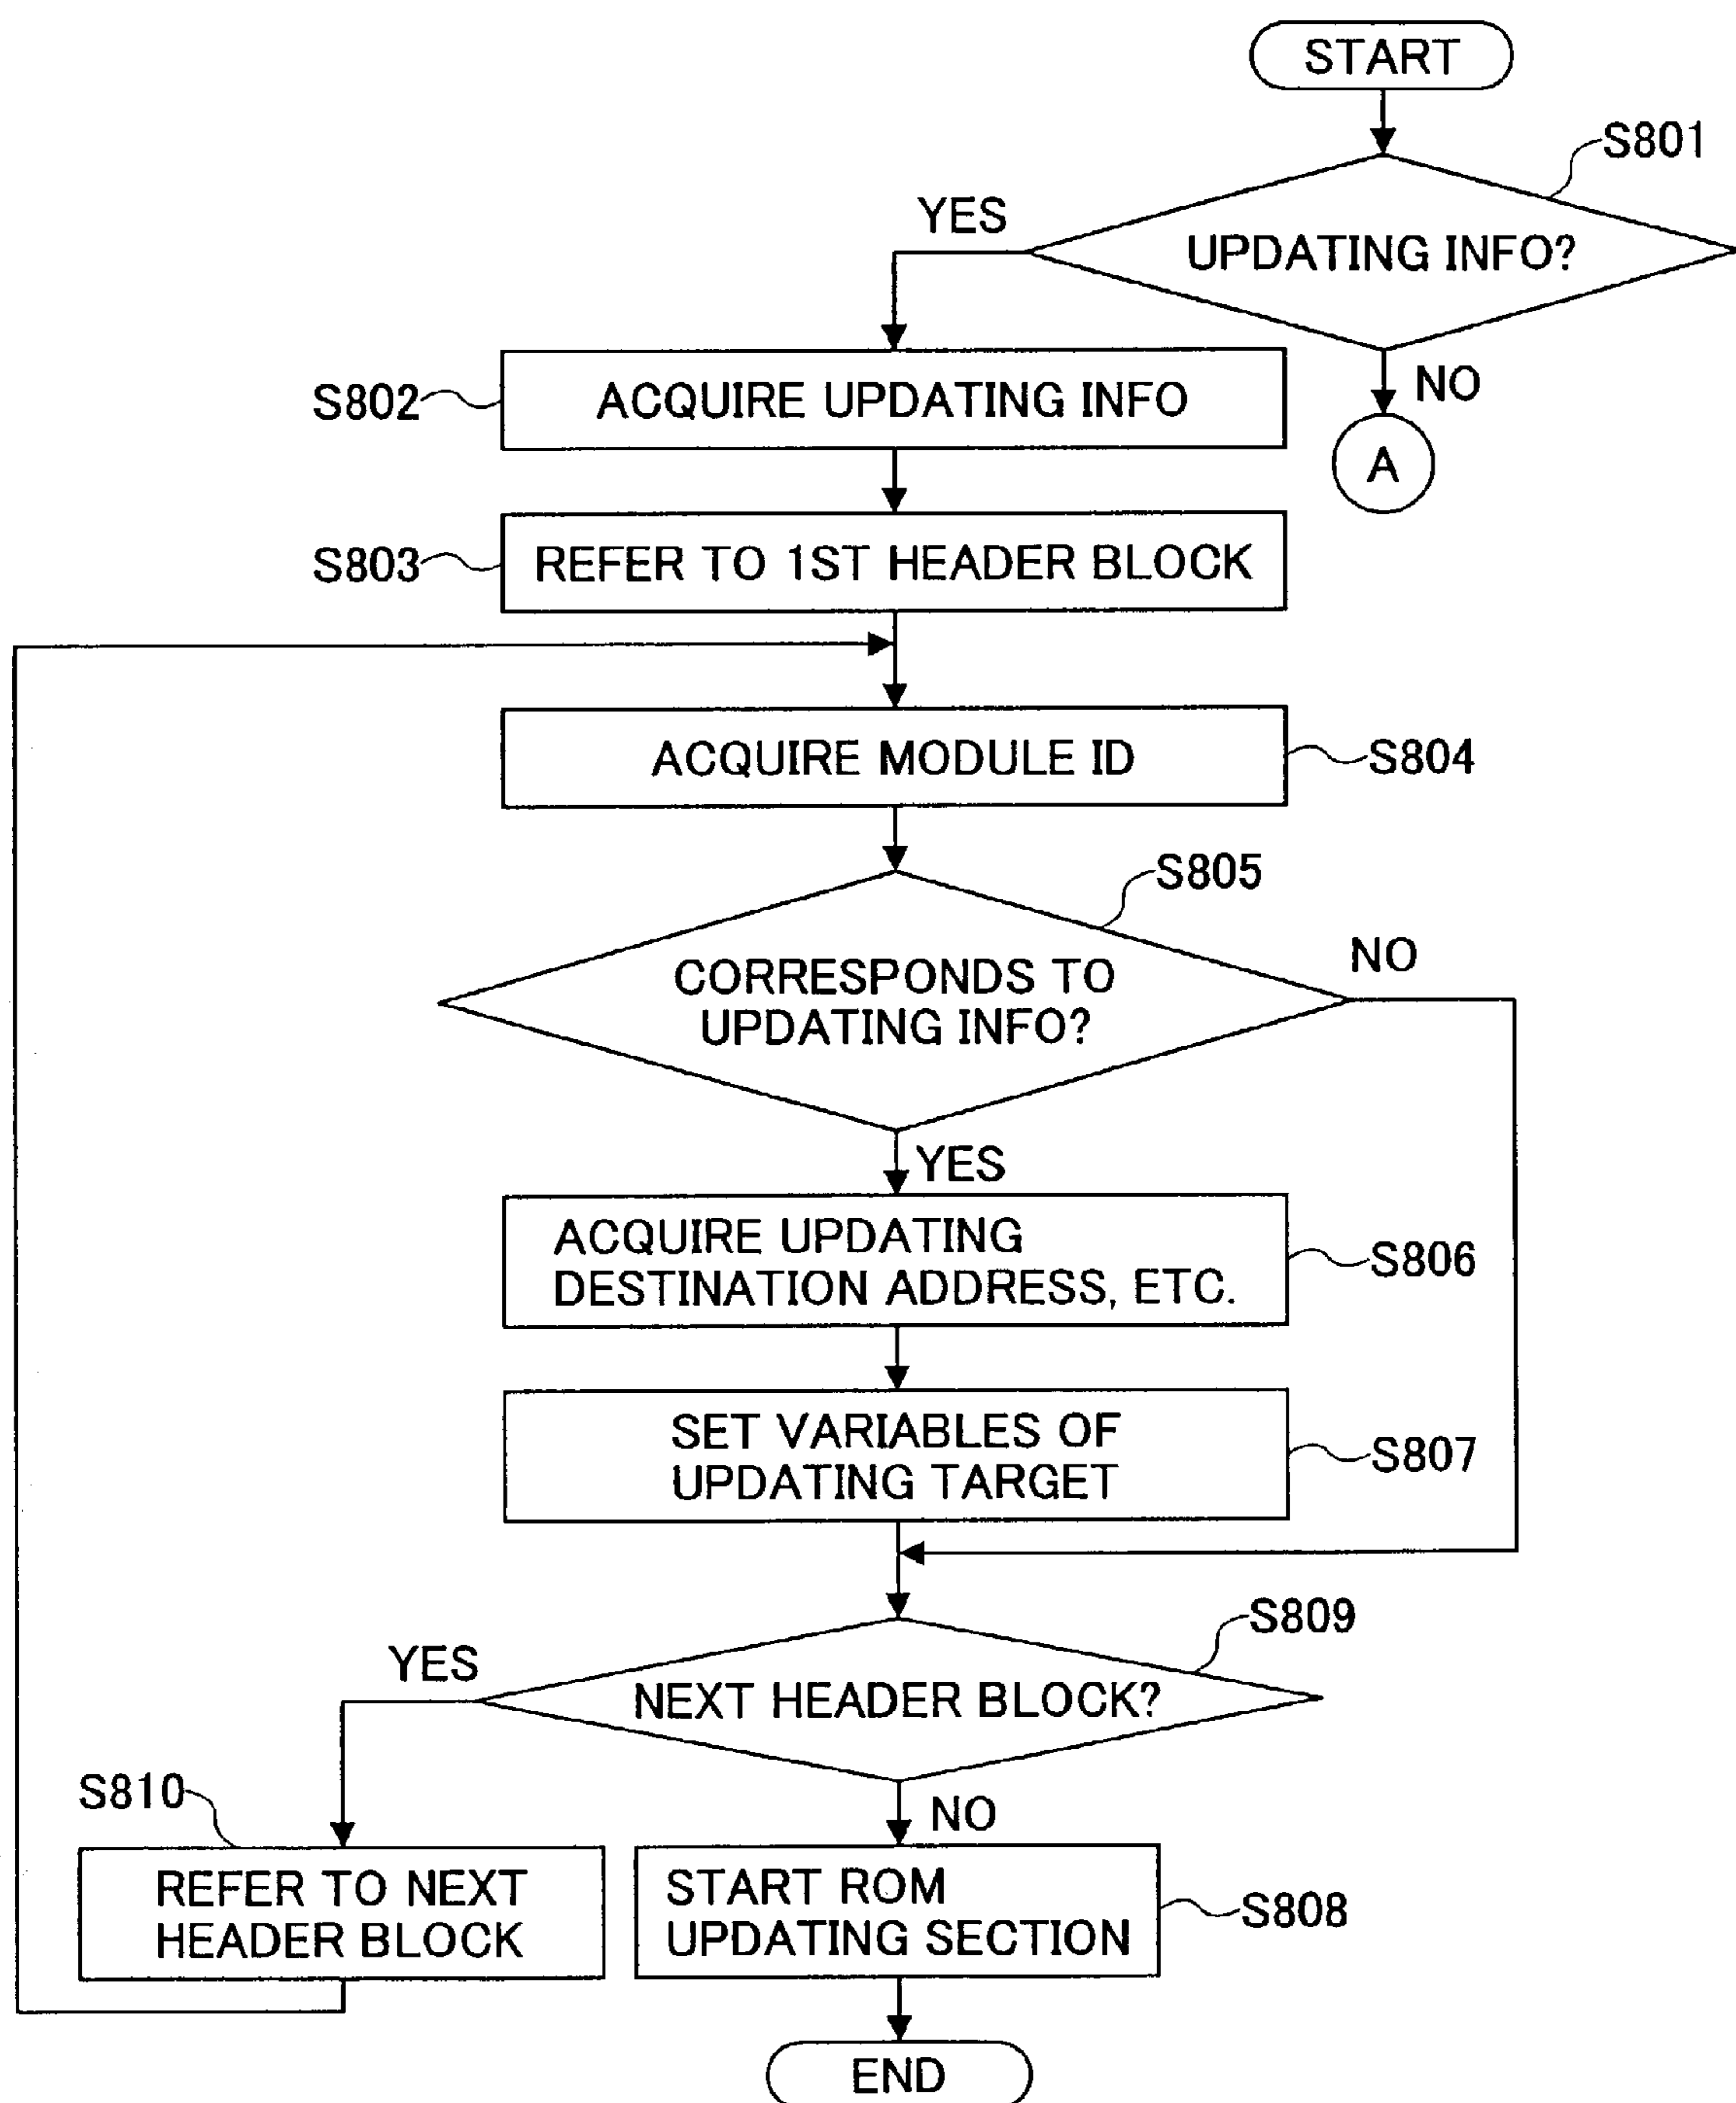 START
S801
YES
UPDATING INFO?
NO
A
S802
ACQUIRE UPDATING INFO
S803
REFER TO 1ST HEADER BLOCK
ACQUIRE MODULE ID
S804
S805
NO
CORRESPONDS TO
UPDATING INFO?
YES
ACQUIRE UPDATING
DESTINATION ADDRESS, ETC.
S806
SET VARIABLES OF
UPDATING TARGET
S807
S809
YES
NEXT HEADER BLOCK?
S810
NO
REFER TO NEXT
HEADER BLOCK
START ROM
UPDATING SECTION
S808
END